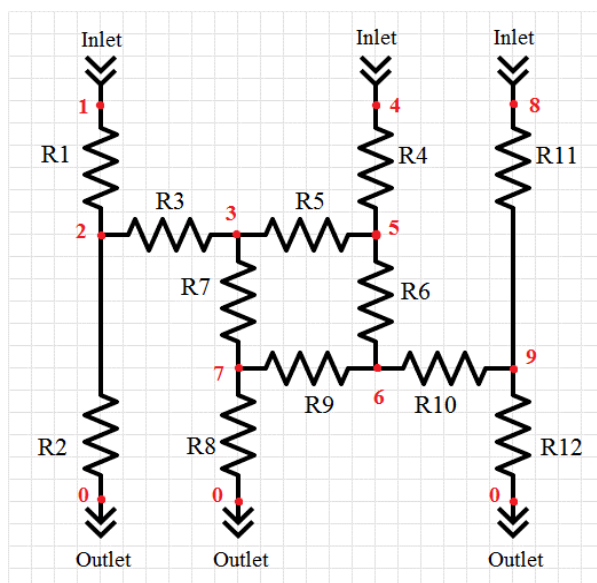 Inlet Inlet Inlet
1 4 8
R1 R4 R11
R3 R5
2 3 5
R7 R6
7 6 9
R9 R10
R2 R8 R12
0 0 0
Outlet Outlet Outlet